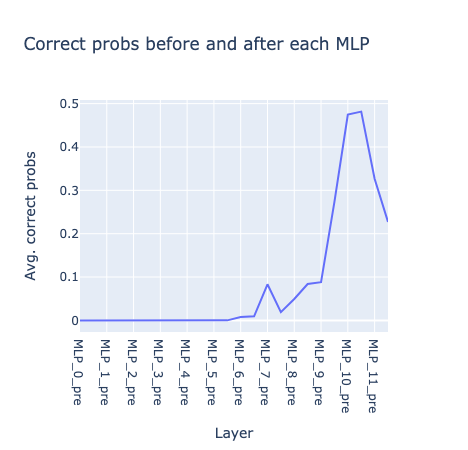 Correct probs before and after each MLP
Avg. correct probs
0.5
0.4
0.3
0.2
0.1
0
MLP_0_pre
MLP_1_pre
MLP_2_pre
MLP_3_pre
MLP_4_pre
MLP_5_pre
MLP_6_pre
MLP_7_pre
MLP_8_pre
MLP_9_pre
MLP_10_pre
MLP_11_pre
Layer